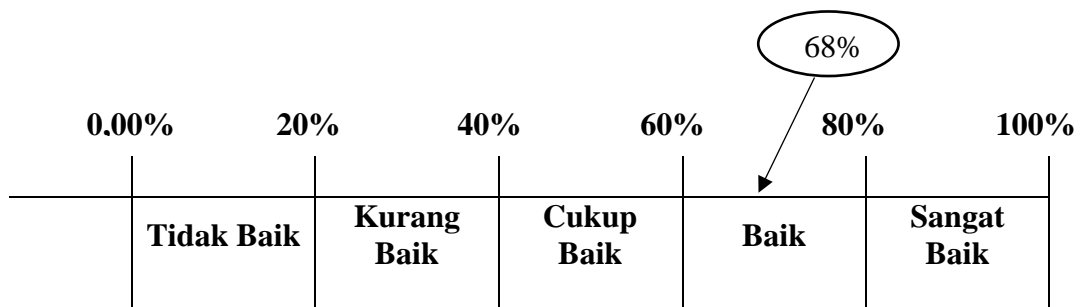 68%
0,00% 20% 40% 60% 80% 100%
Tidak Baik
Kurang
Baik
Cukup
Baik
Baik
Sangat
Baik